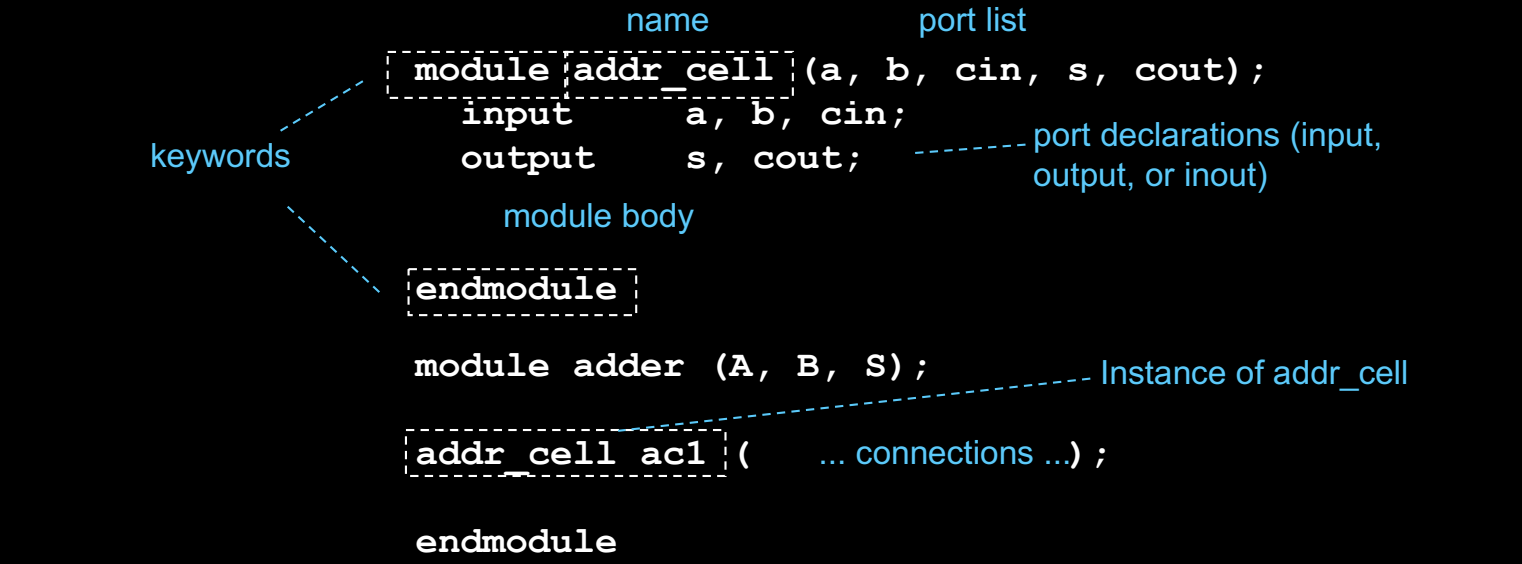 name port list
module addr_cell (a, b, cin, s, cout);
input a, b, cin;
keywords
output s, cout;
port declarations (input,
output, or inout)
module body
endmodule
module adder (A, B, S);
Instance of addr_cell
addr_cell ac1 ( ... connections ...);
endmodule